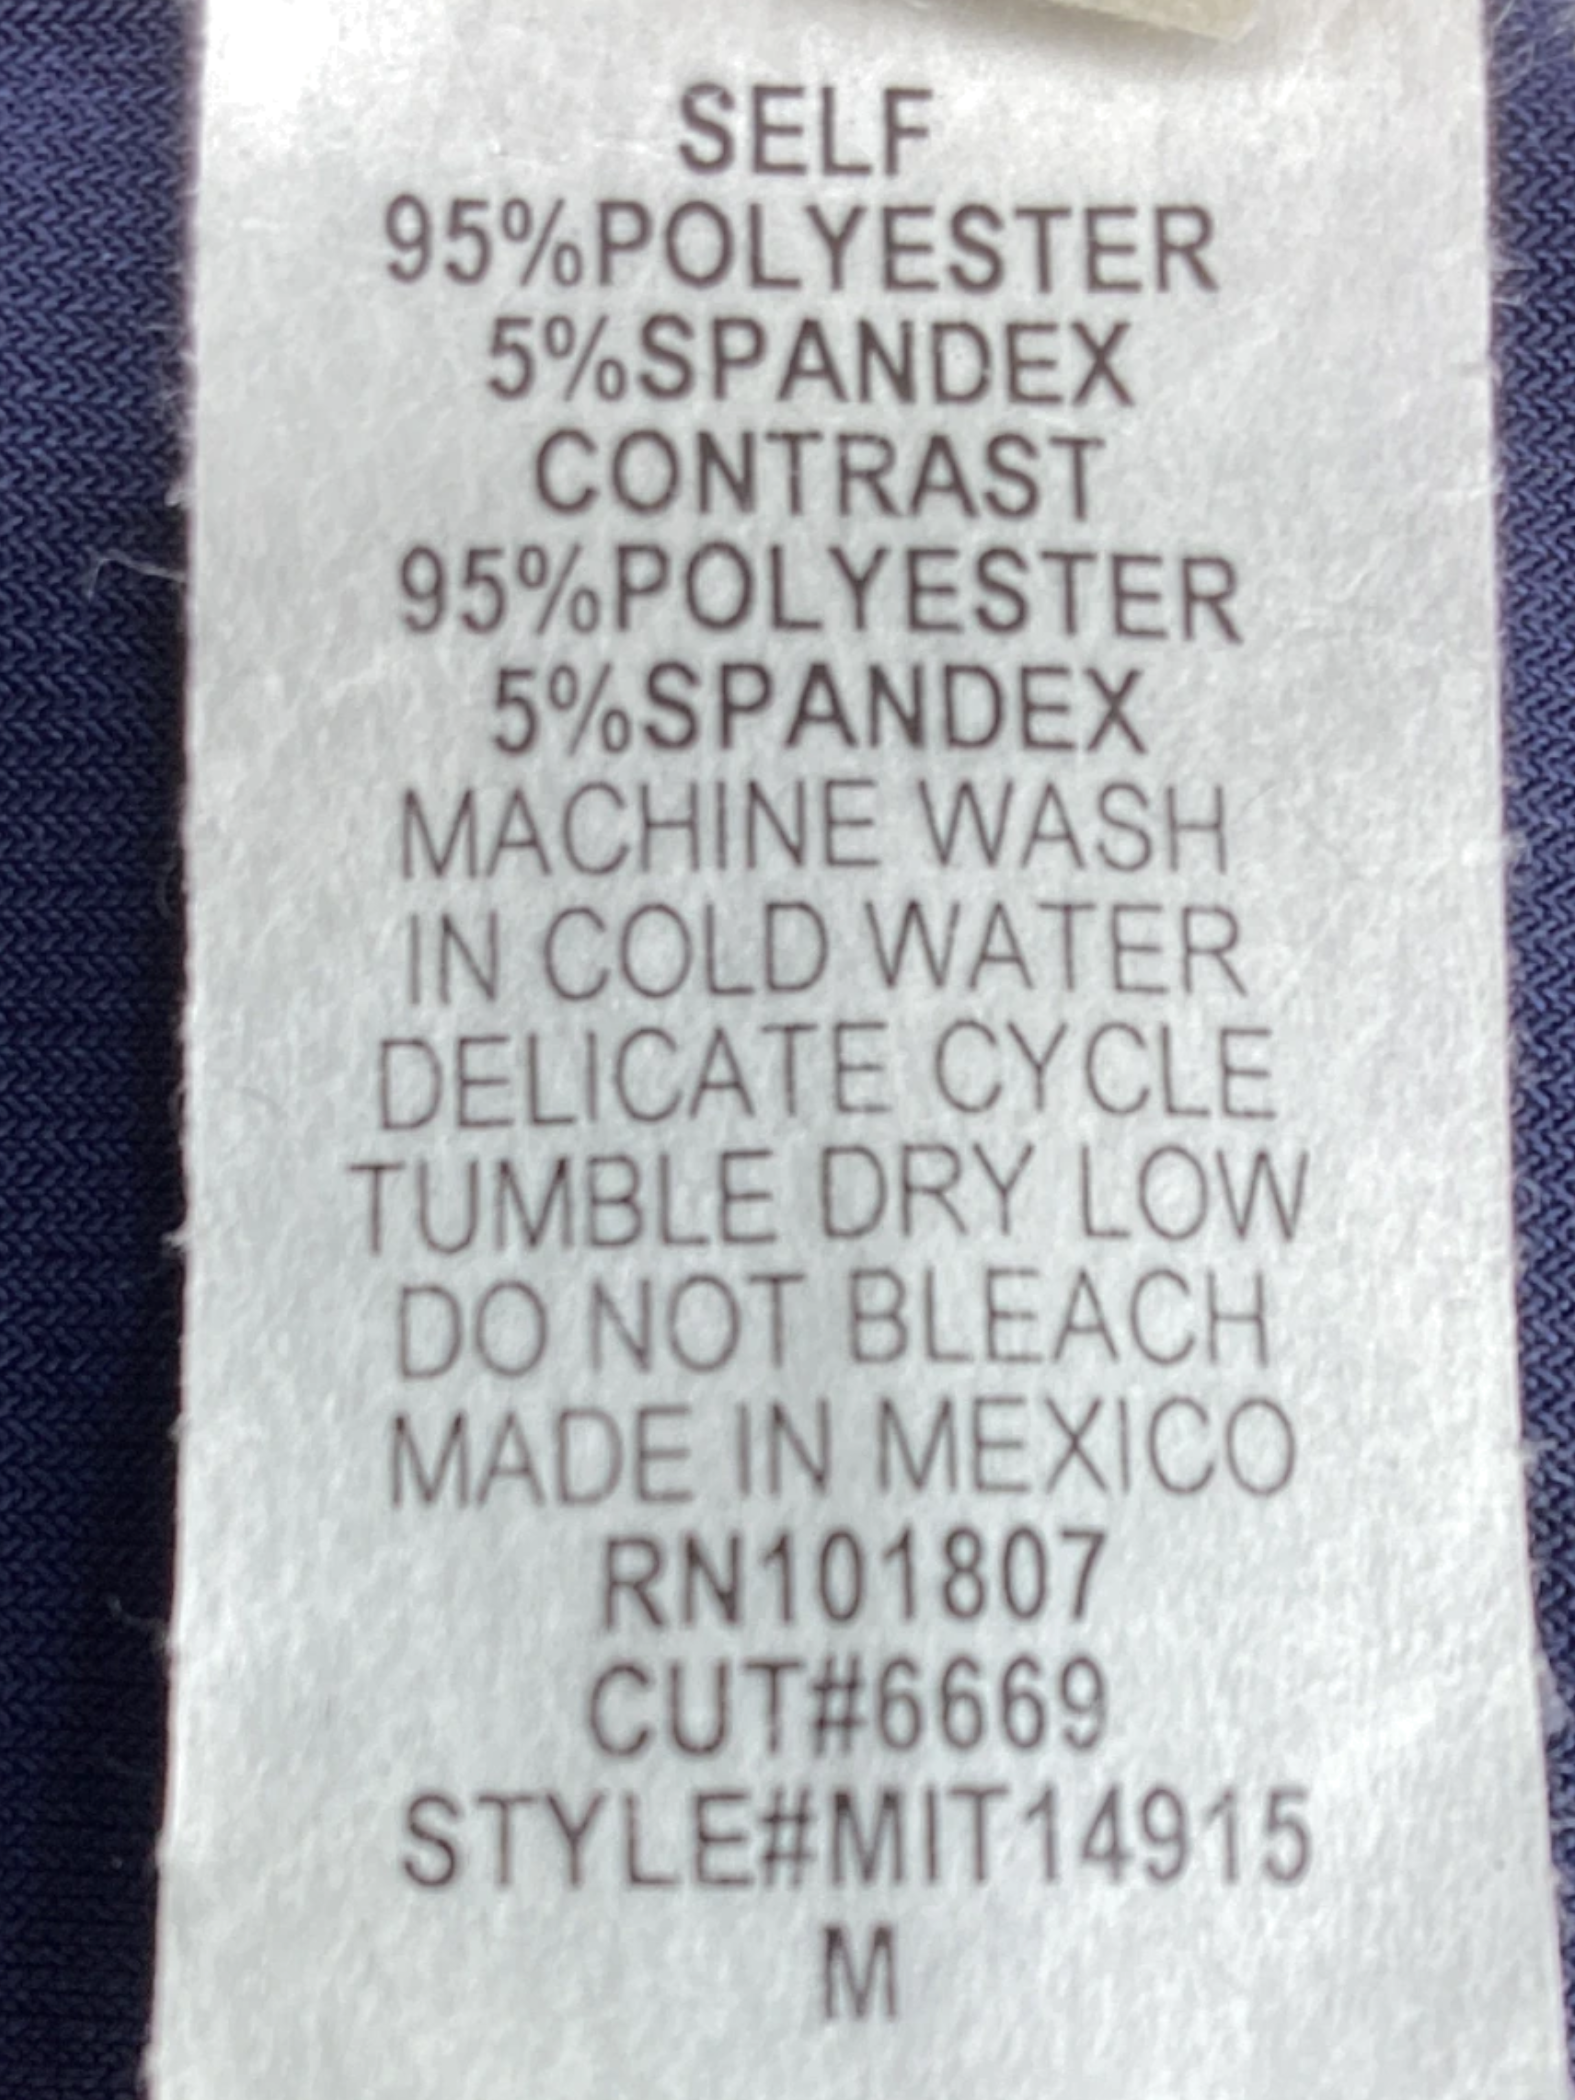 SELF
95%POLYESTER
5%SPANDEX
CONTRAST
95%POLYESTER
5%SPANDEX
MACHINE WASH
IN COLD WATER
DELICATE CYCLE
TUMBLE DRY LOW
DO NOT BLEACH
MADE IN MEXICO
RN101807
CUT#6669
STYLE#MIT14915
M